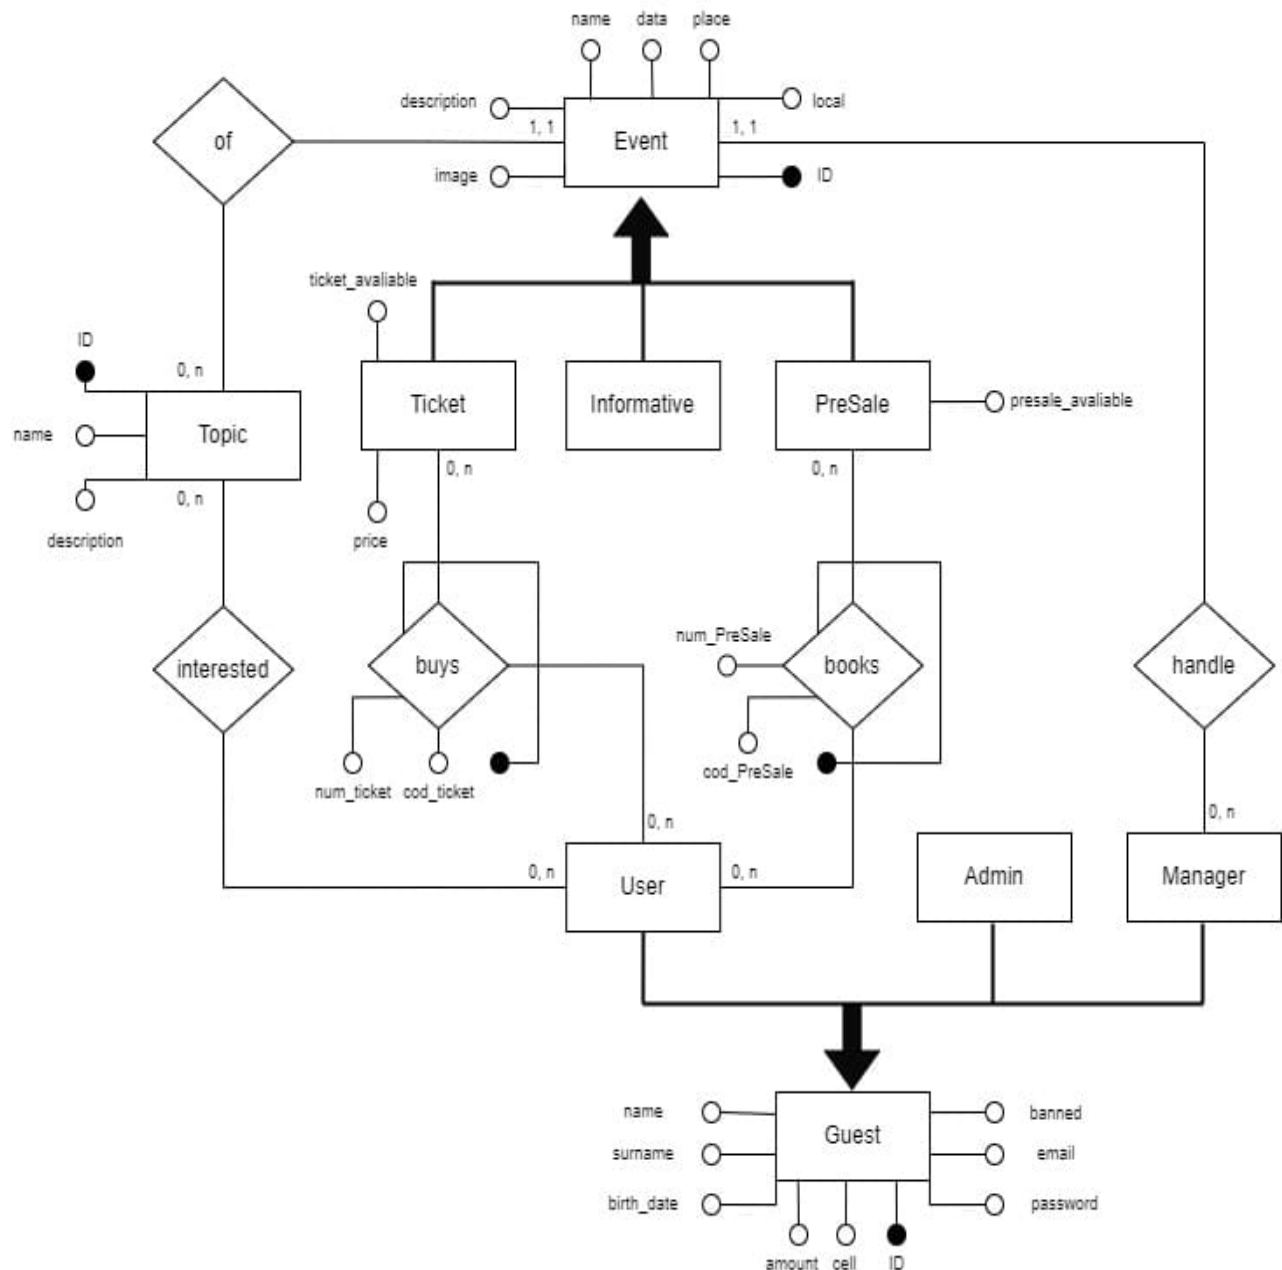 name data place
description
local
of
1, 1
Event
1, 1
image
ID
ticket_avaliable
ID
0, n
Ticket
Informative
PreSale
presale_avaliable
name
Topic
0, n
0, n
0, n
description
price
num_PreSale
interested
buys
books
handle
num_ticket
cod_ticket
cod_PreSale
0, n
0, n
0, n
0, n
User
Admin
Manager
name
banned
Guest
surname
email
birth_date
password
amount
cell
ID